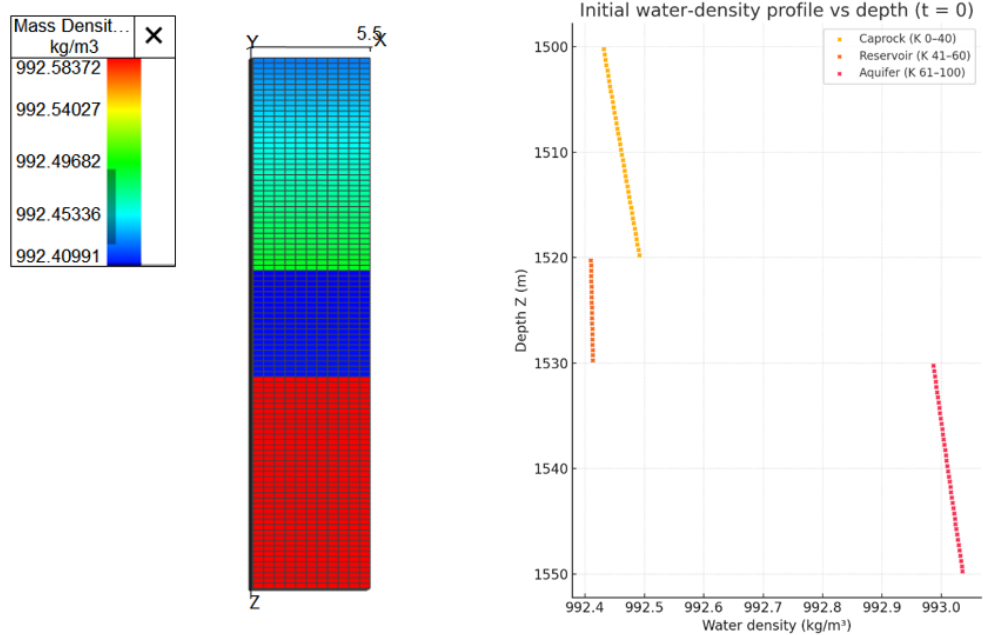 Mass Densit...
kg/m3
992.58372
992.54027
992.49682
992.45336
992.40991
Y
5.5
X
Z
Initial water-density profile vs depth (t = 0)
Caprock (K 0–40)
Reservoir (K 41–60)
Aquifer (K 61–100)
Depth Z (m)
1500
1510
1520
1530
1540
1550
992.4 992.5 992.6 992.7 992.8 992.9 993.0
Water density (kg/m³)